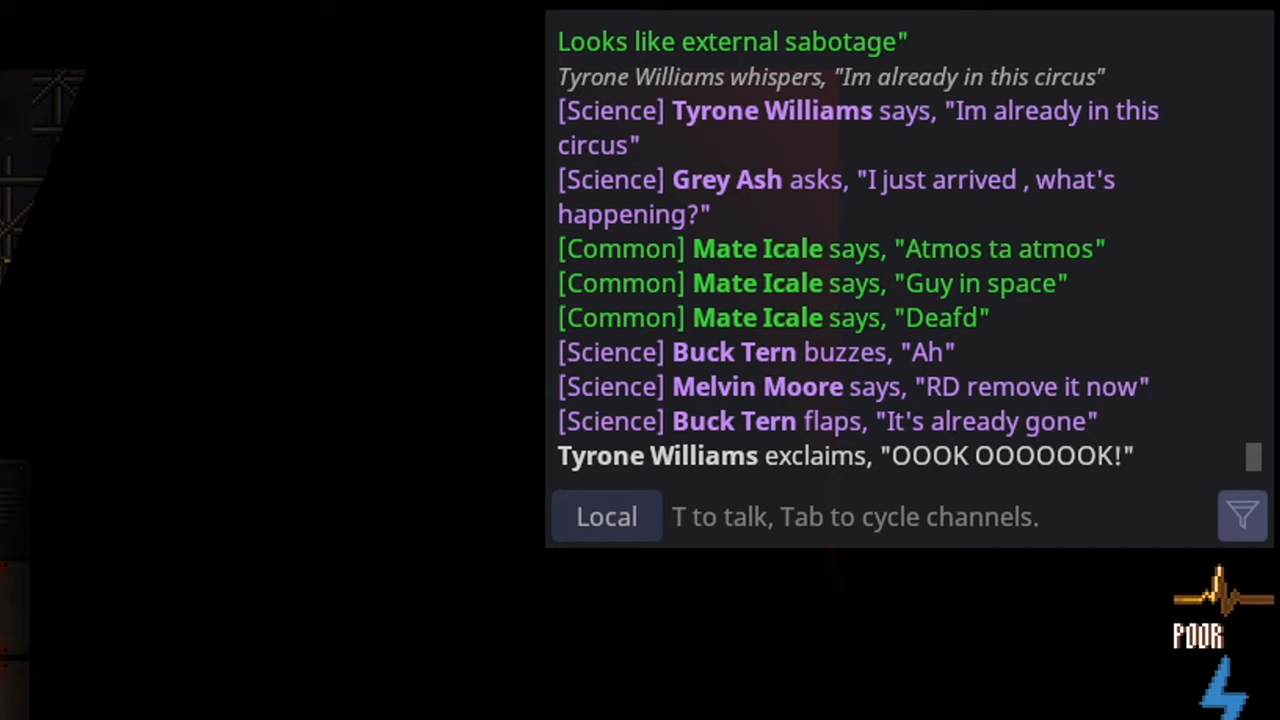 Looks like external sabotage"
Tyrone Williams whispers, "Im already in this circus"
[Science] Tyrone Williams says, "Im already in this
circus"
[Science] Grey Ash asks, "I just arrived , what's
happening?"
[Common] Mate Icale says, "Atmos ta atmos"
[Common] Mate Icale says, "Guy in space"
[Common] Mate Icale says, "Deafd"
[Science] Buck Tern buzzes, "Ah"
[Science] Melvin Moore says, "RD remove it now"
[Science] Buck Tern flaps, "It's already gone"
Tyrone Williams exclaims, "OOOK OOOOOOK!"
Local T to talk, Tab to cycle channels.
POOR